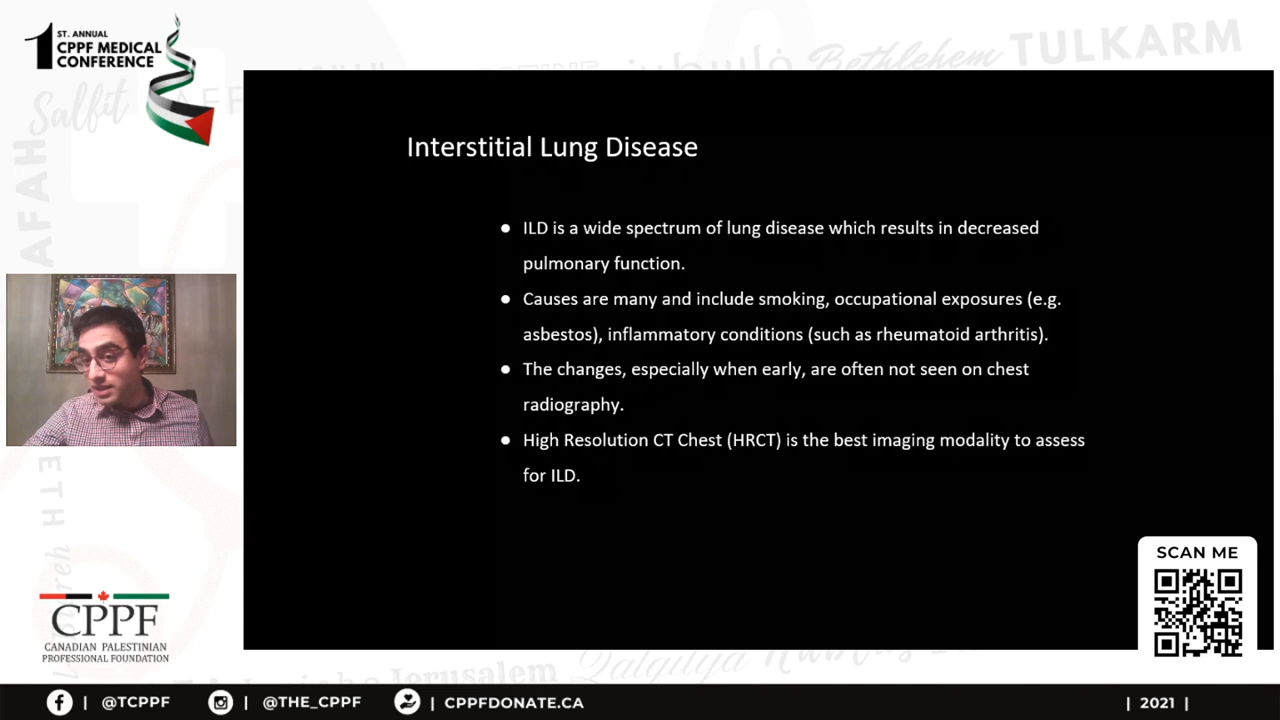 ST. ANNUAL
1 CPPF MEDICAL
CONFERENCE
TULKARM
Bethlehem
Salfit
Interstitial Lung Disease
● ILD is a wide spectrum of lung disease which results in decreased
pulmonary function.
● Causes are many and include smoking, occupational exposures (e.g.
asbestos), inflammatory conditions (such as rheumatoid arthritis).
● The changes, especially when early, are often not seen on chest
radiography.
● High Resolution CT Chest (HRCT) is the best imaging modality to assess
for ILD.
SCAN ME
CPPF
CANADIAN PALESTINIAN
PROFESSIONAL FOUNDATION
Jerusalem
Qalqilya
| @TCPPF | @THE_CPPF | CPPFDONATE.CA | 2021 |